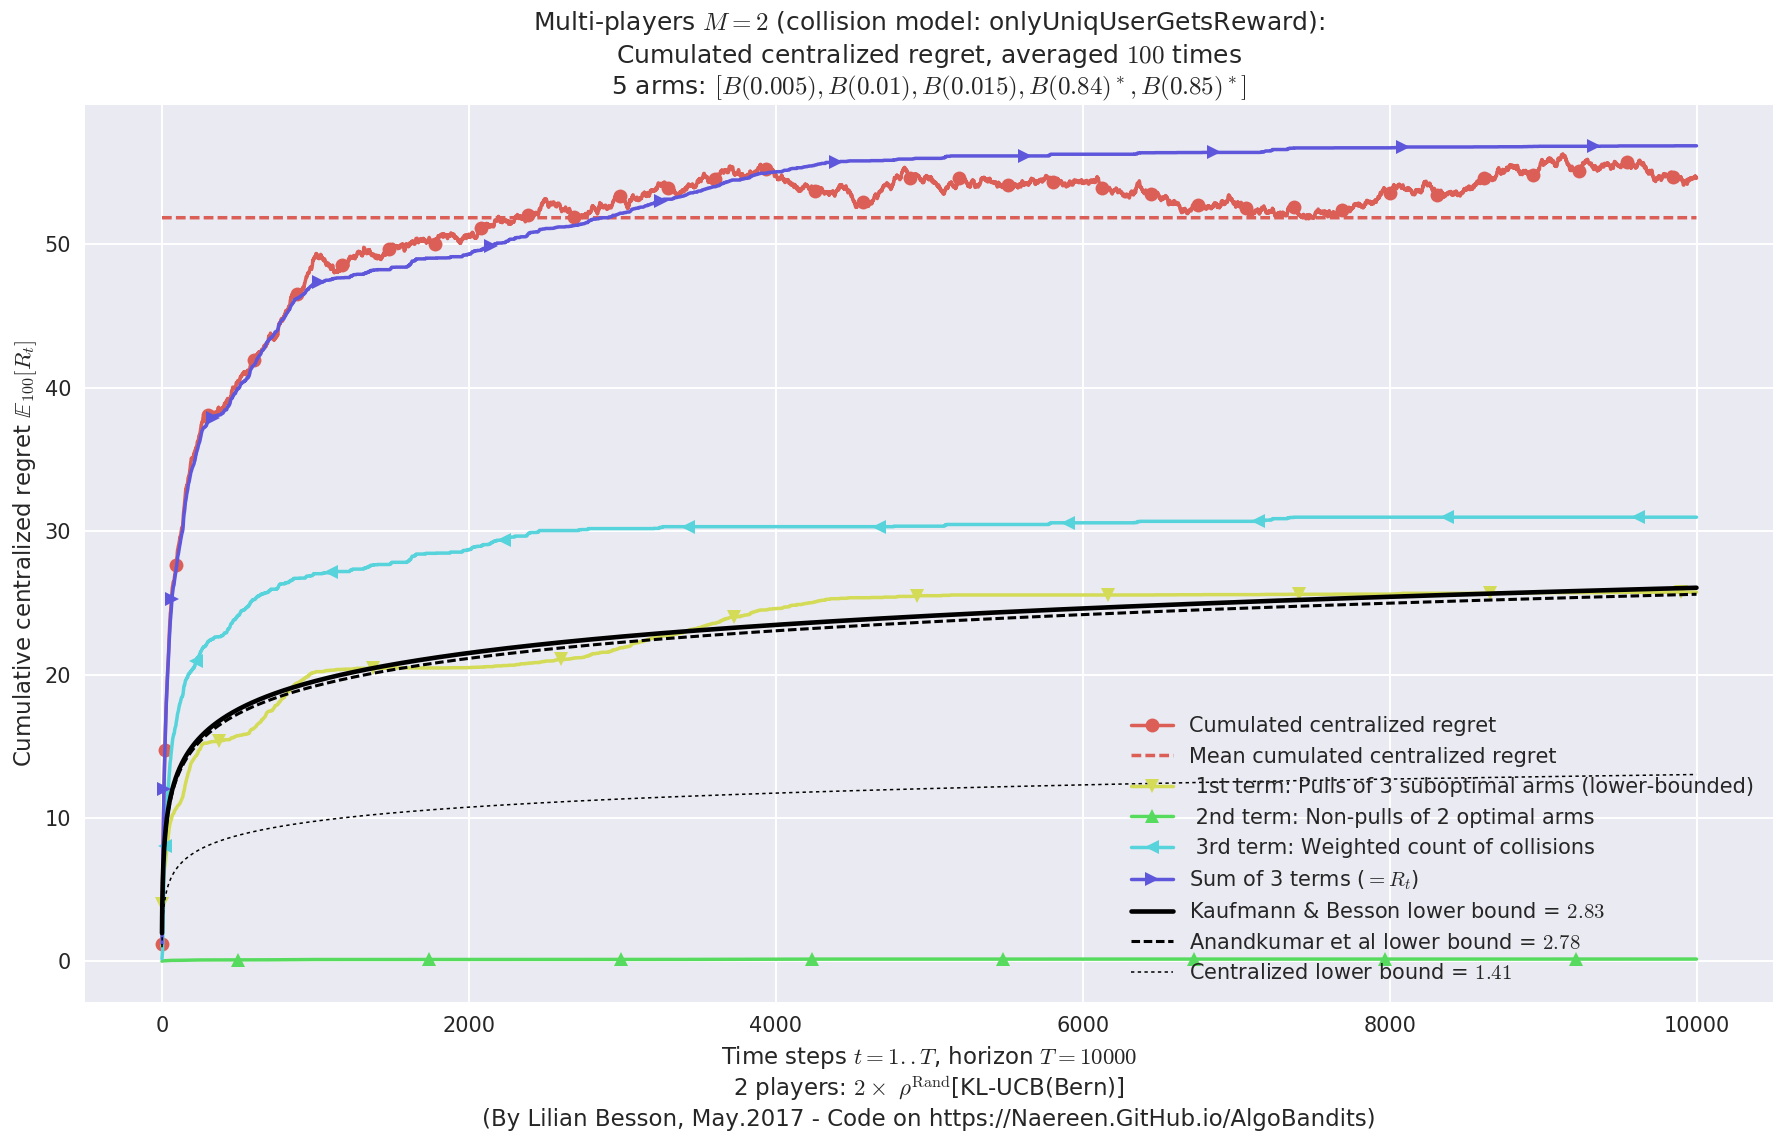 Multi-players M = 2 (collision model: onlyUniqUserGetsReward):
Cumulated centralized regret, averaged 100 times
5 arms: [B(0.005), B(0.01), B(0.015), B(0.84)*, B(0.85)*]
Cumulative centralized regret 𝔼₁₀₀[Rₜ]
50
40
30
20
10
0
Cumulated centralized regret
Mean cumulated centralized regret
1st term: Pulls of 3 suboptimal arms (lower-bounded)
2nd term: Non-pulls of 2 optimal arms
3rd term: Weighted count of collisions
Sum of 3 terms (= Rₜ)
Kaufmann & Besson lower bound = 2.83
Anandkumar et al lower bound = 2.78
Centralized lower bound = 1.41
0 2000 4000 6000 8000 10000
Time steps t = 1..T, horizon T = 10000
2 players: 2 × ρ^Rand[KL-UCB(Bern)]
(By Lilian Besson, May.2017 - Code on https://Naereen.GitHub.io/AlgoBandits)